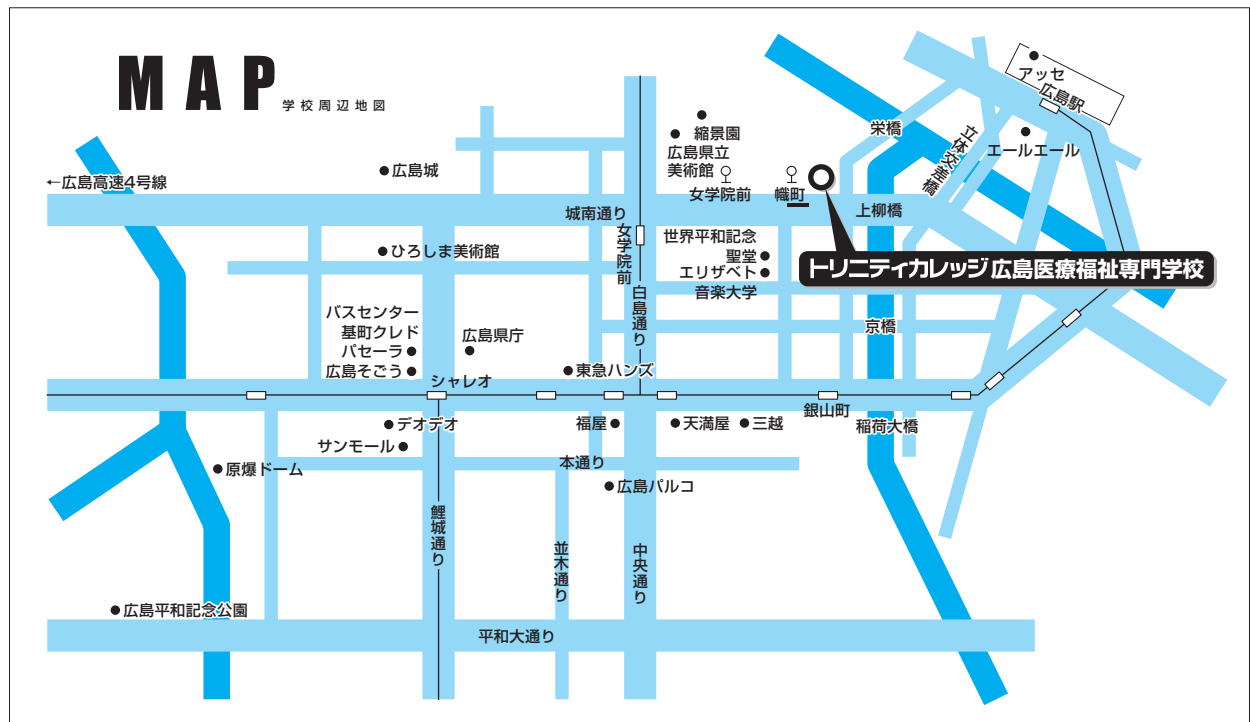 MAP
学校周辺地図
アッセ
広島駅
栄橋
立体交差橋
エールエール
縮景園
広島県立
美術館
女学院前
幟町
広島城
←広島高速4号線
城南通り
上柳橋
女学院前
世界平和記念
聖堂
エリザベト
音楽大学
トリニティカレッジ広島医療福祉専門学校
ひろしま美術館
白島通り
京橋
バスセンター
基町クレド
パセーラ
広島そごう
広島県庁
シャレオ
東急ハンズ
デオデオ
サンモール
福屋
天満屋
三越
銀山町
稲荷大橋
原爆ドーム
本通り
広島パルコ
鯉城通り
並木通り
中央通り
広島平和記念公園
平和大通り